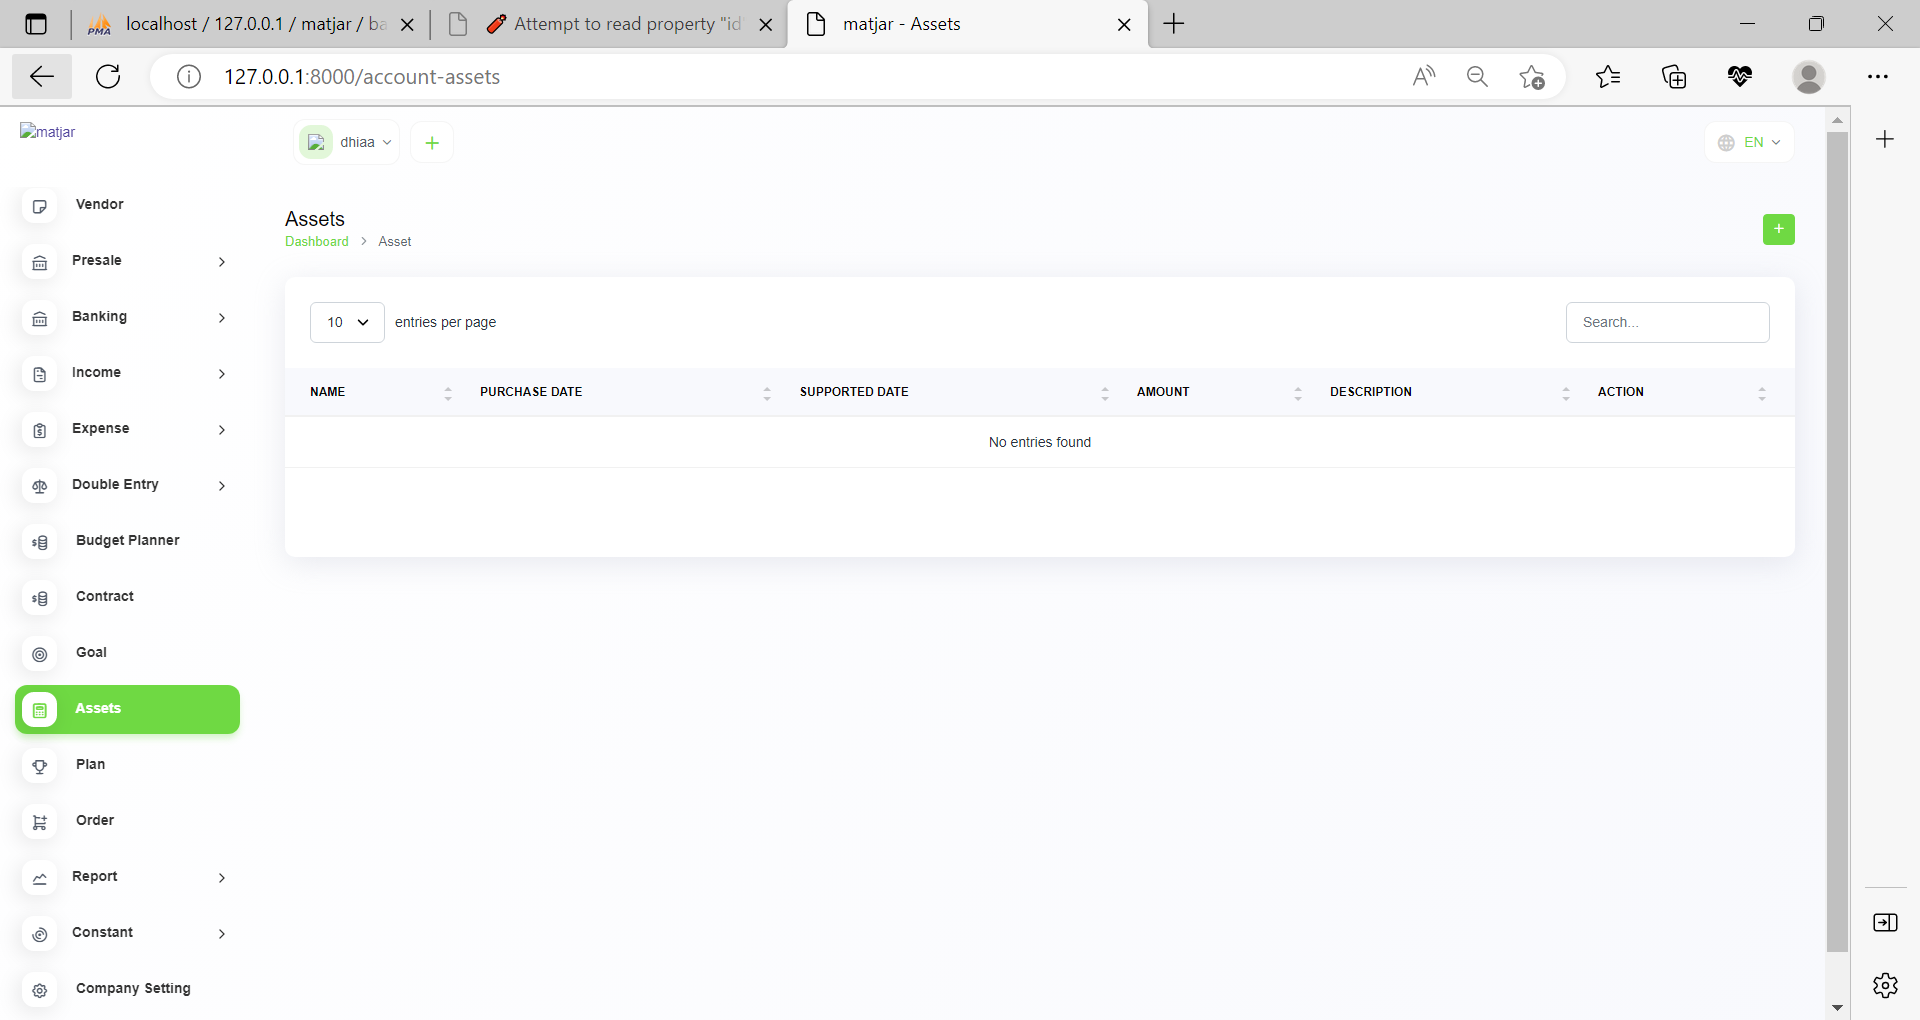 localhost / 127.0.0.1 / matjar / ba
Attempt to read property "id"
matjar - Assets
127.0.0.1:8000/account-assets
matjar
dhiaa
EN
Vendor
Presale
Banking
Income
Expense
Double Entry
Budget Planner
Contract
Goal
Assets
Plan
Order
Report
Constant
Company Setting
Assets
Dashboard > Asset
10 entries per page
Search...
NAME PURCHASE DATE SUPPORTED DATE AMOUNT DESCRIPTION ACTION
No entries found